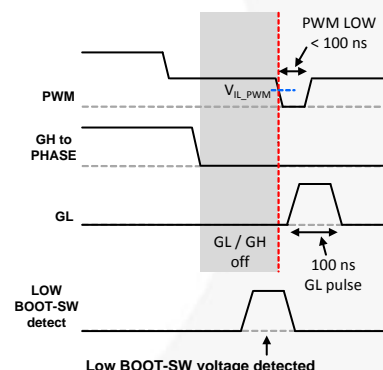 PWM LOW
< 100 ns
PWM
VIL_PWM
GH to
PHASE
GL
GL / GH
off
100 ns
GL pulse
LOW
BOOT-SW
detect
Low BOOT-SW voltage detected